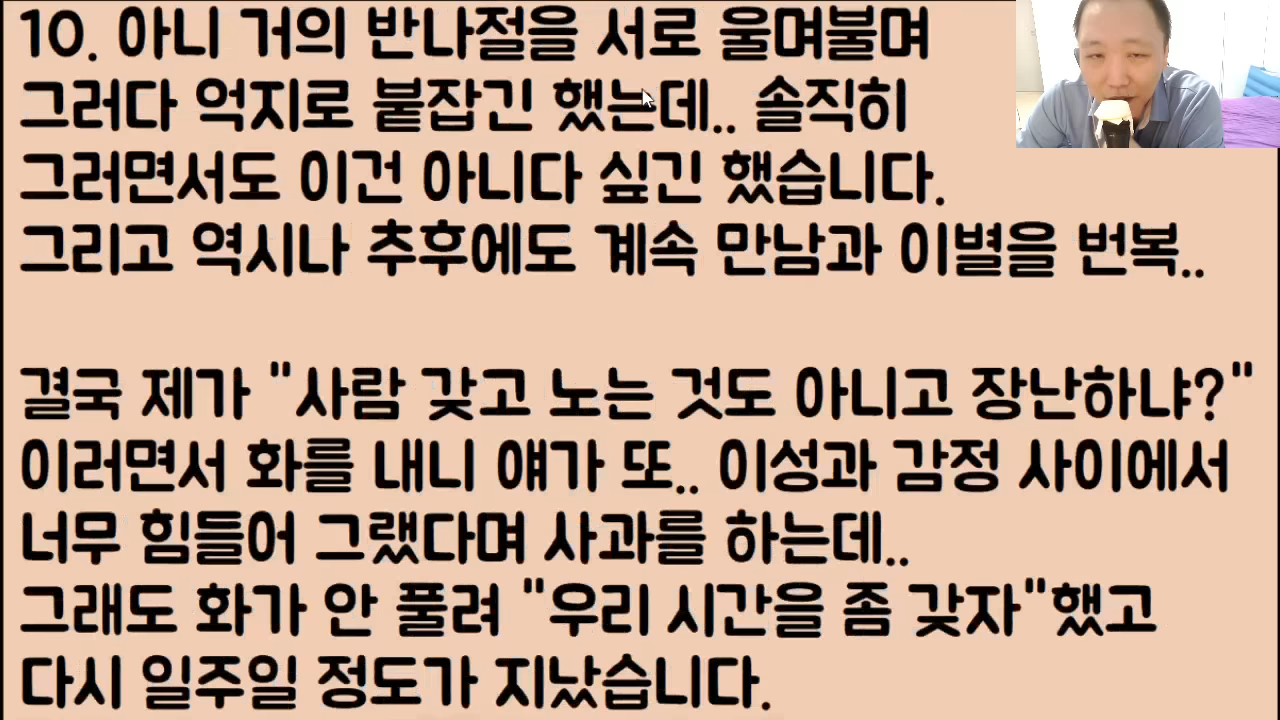 10. 아니 거의 반나절을 서로 울며불며
그러다 억지로 붙잡긴 했는데.. 솔직히
그러면서도 이건 아니다 싶긴 했습니다.
그리고 역시나 추후에도 계속 만남과 이별을 번복..
결국 제가 "사람 갖고 노는 것도 아니고 장난하냐?"
이러면서 화를 내니 얘가 또.. 이성과 감정 사이에서
너무 힘들어 그랬다며 사과를 하는데..
그래도 화가 안 풀려 "우리 시간을 좀 갖자"했고
다시 일주일 정도가 지났습니다.